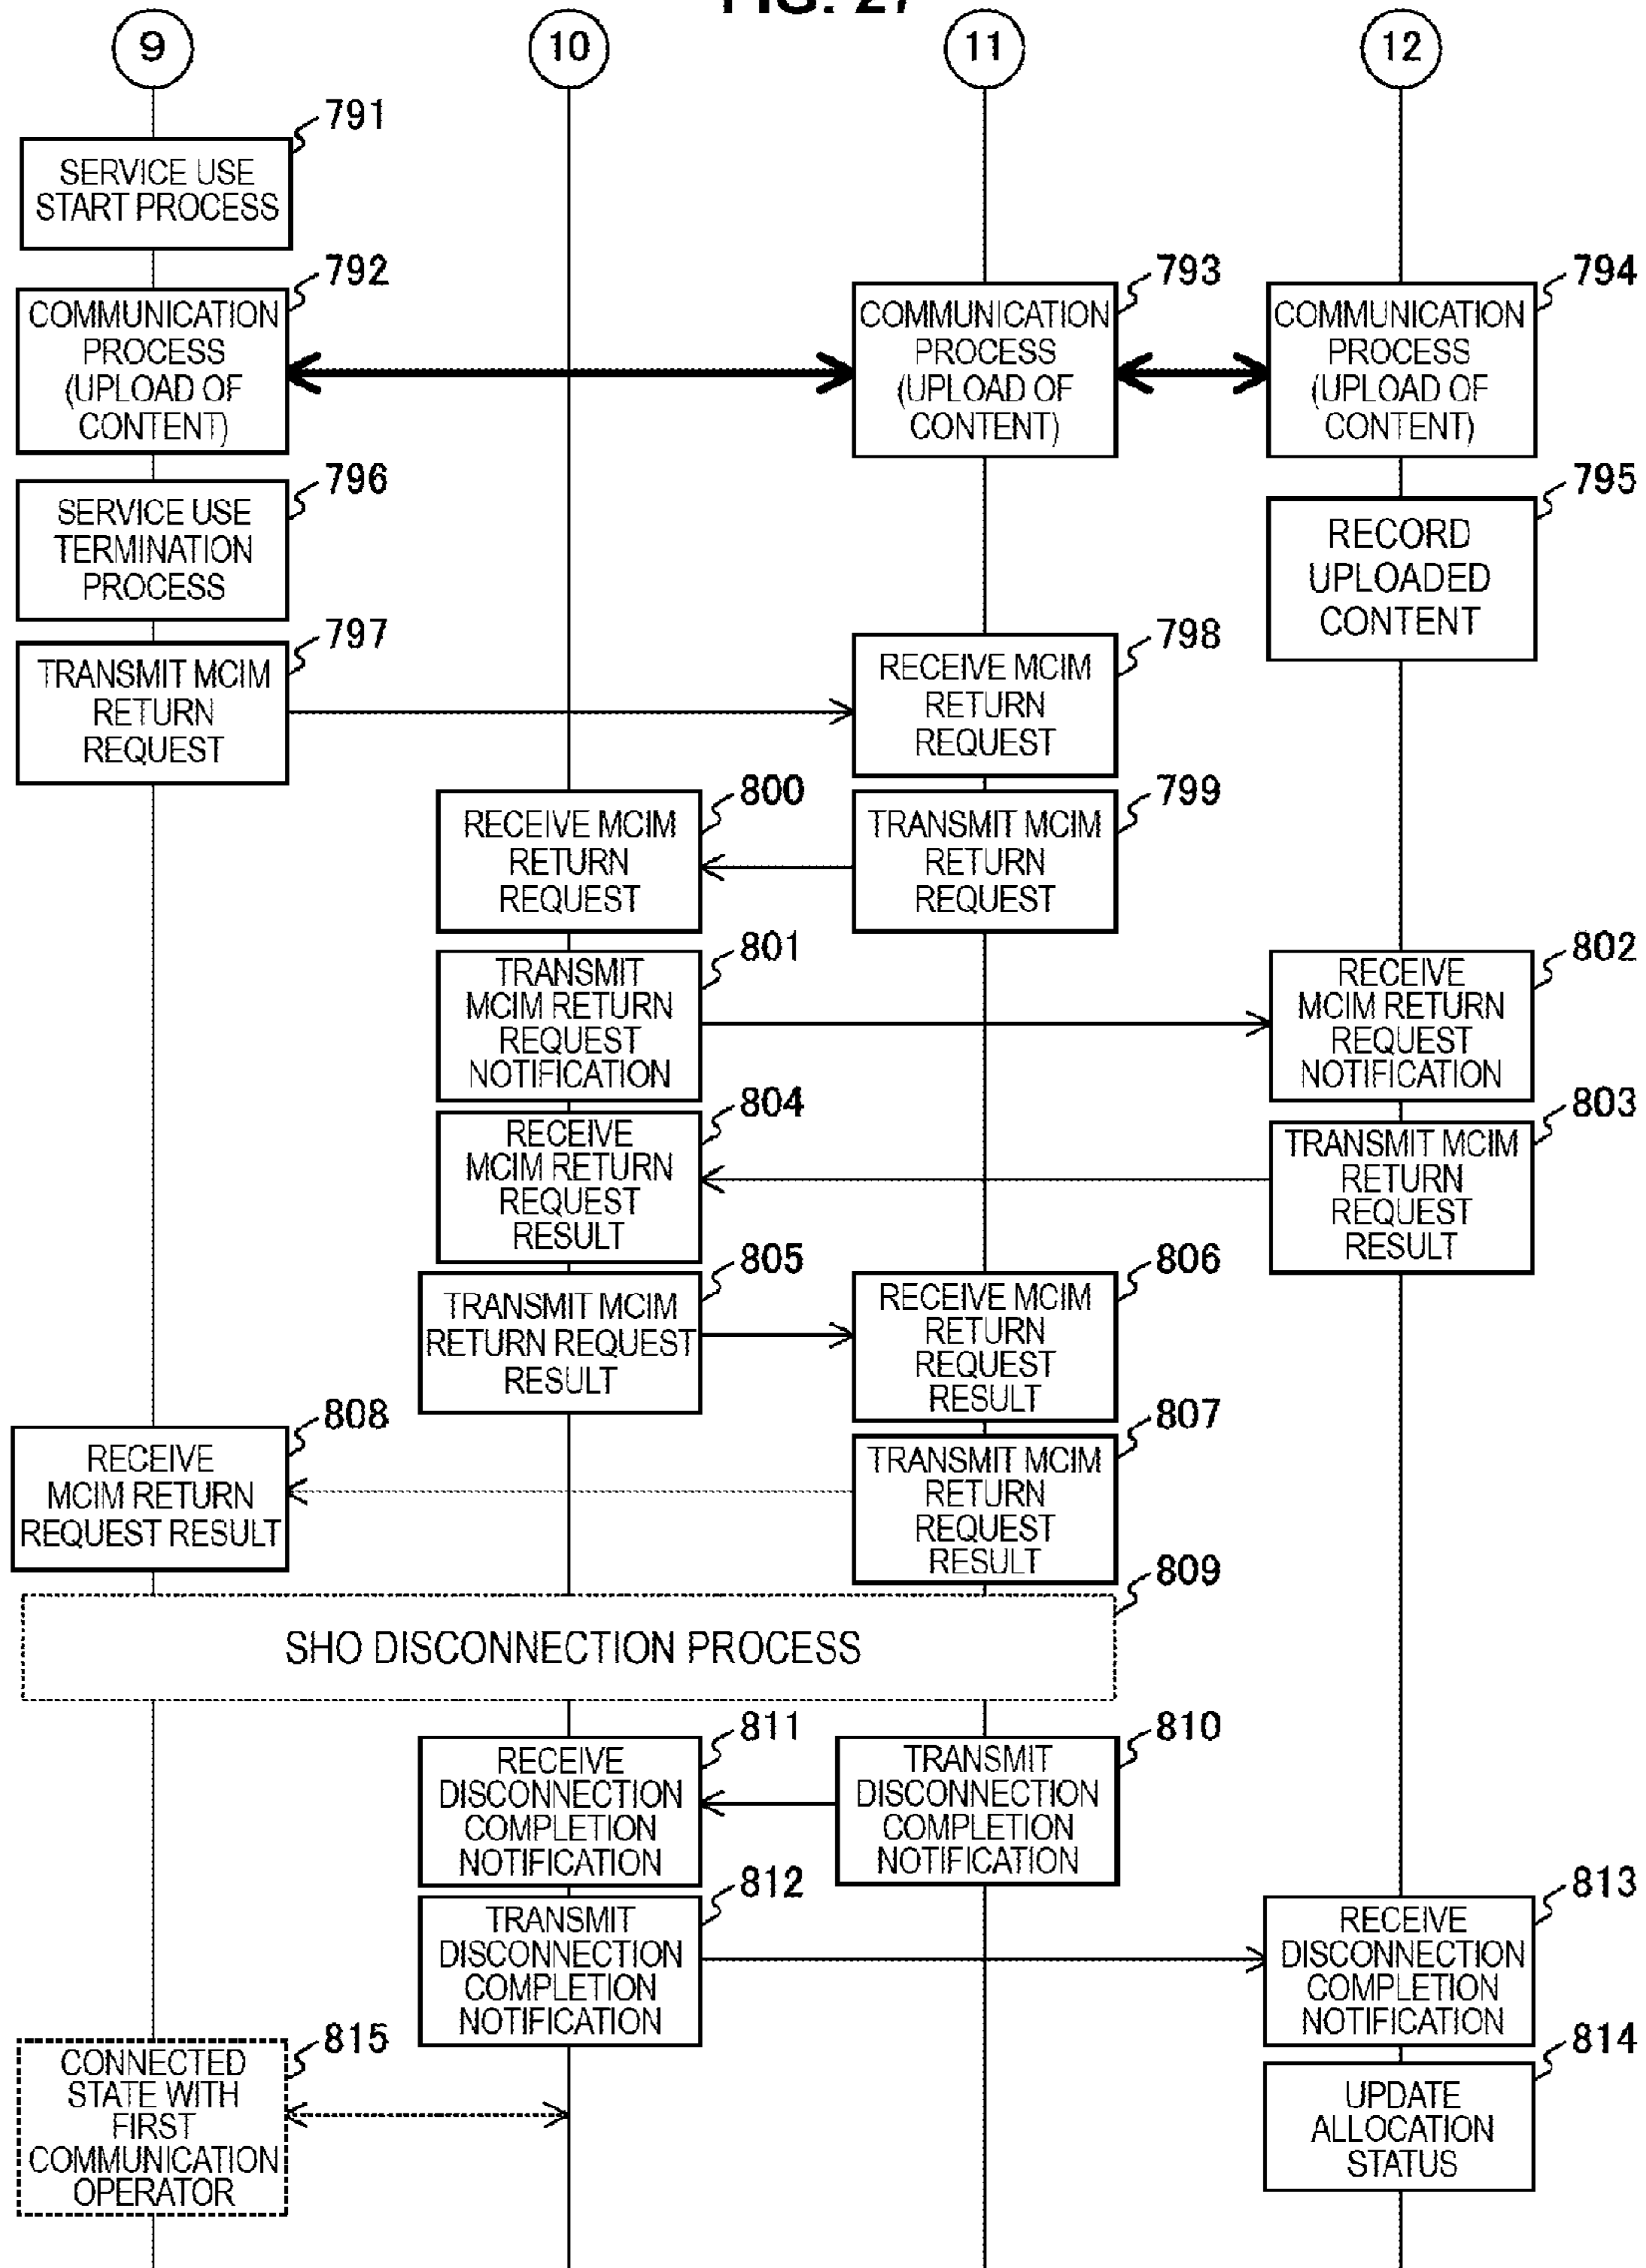 FIG. 27
9
10
11
12
791
SERVICE USE
START PROCESS
792
COMMUNICATION
PROCESS
(UPLOAD OF
CONTENT)
793
COMMUNICATION
PROCESS
(UPLOAD OF
CONTENT)
794
COMMUNICATION
PROCESS
(UPLOAD OF
CONTENT)
796
SERVICE USE
TERMINATION
PROCESS
795
RECORD
UPLOADED
CONTENT
797
TRANSMIT MCIM
RETURN
REQUEST
798
RECEIVE MCIM
RETURN
REQUEST
800
RECEIVE MCIM
RETURN
REQUEST
799
TRANSMIT MCIM
RETURN
REQUEST
801
TRANSMIT
MCIM RETURN
REQUEST
NOTIFICATION
802
RECEIVE
MCIM RETURN
REQUEST
NOTIFICATION
804
RECEIVE
MCIM RETURN
REQUEST
RESULT
803
TRANSMIT MCIM
RETURN
REQUEST
RESULT
805
TRANSMIT MCIM
RETURN REQUEST
RESULT
806
RECEIVE MCIM
RETURN
REQUEST
RESULT
808
RECEIVE
MCIM RETURN
REQUEST RESULT
807
TRANSMIT MCIM
RETURN
REQUEST
RESULT
809
SHO DISCONNECTION PROCESS
811
RECEIVE
DISCONNECTION
COMPLETION
NOTIFICATION
810
TRANSMIT
DISCONNECTION
COMPLETION
NOTIFICATION
812
TRANSMIT
DISCONNECTION
COMPLETION
NOTIFICATION
813
RECEIVE
DISCONNECTION
COMPLETION
NOTIFICATION
815
CONNECTED
STATE WITH
FIRST
COMMUNICATION
OPERATOR
814
UPDATE
ALLOCATION
STATUS